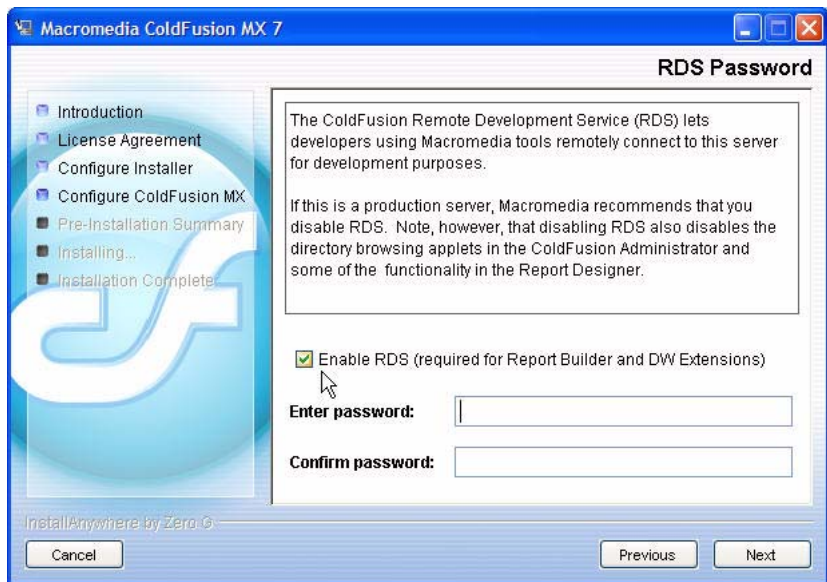 Macromedia ColdFusion MX 7
RDS Password
Introduction
License Agreement
Configure Installer
Configure ColdFusion MX
Pre-Installation Summary
Installing...
Installation Complete
The ColdFusion Remote Development Service (RDS) lets
developers using Macromedia tools remotely connect to this server
for development purposes.
If this is a production server, Macromedia recommends that you
disable RDS. Note, however, that disabling RDS also disables the
directory browsing applets in the ColdFusion Administrator and
some of the functionality in the Report Designer.
Enable RDS (required for Report Builder and DW Extensions)
Enter password:
Confirm password:
InstallAnywhere by Zero G
Cancel
Previous
Next